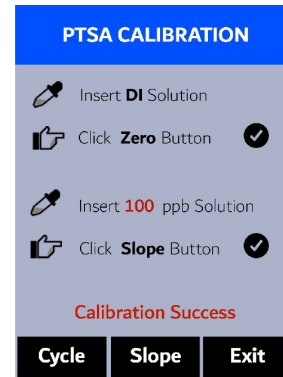 PTSA CALIBRATION
Insert DI Solution
Click Zero Button
Insert 100 ppb Solution
Click Slope Button
Calibration Success
Cycle Slope Exit